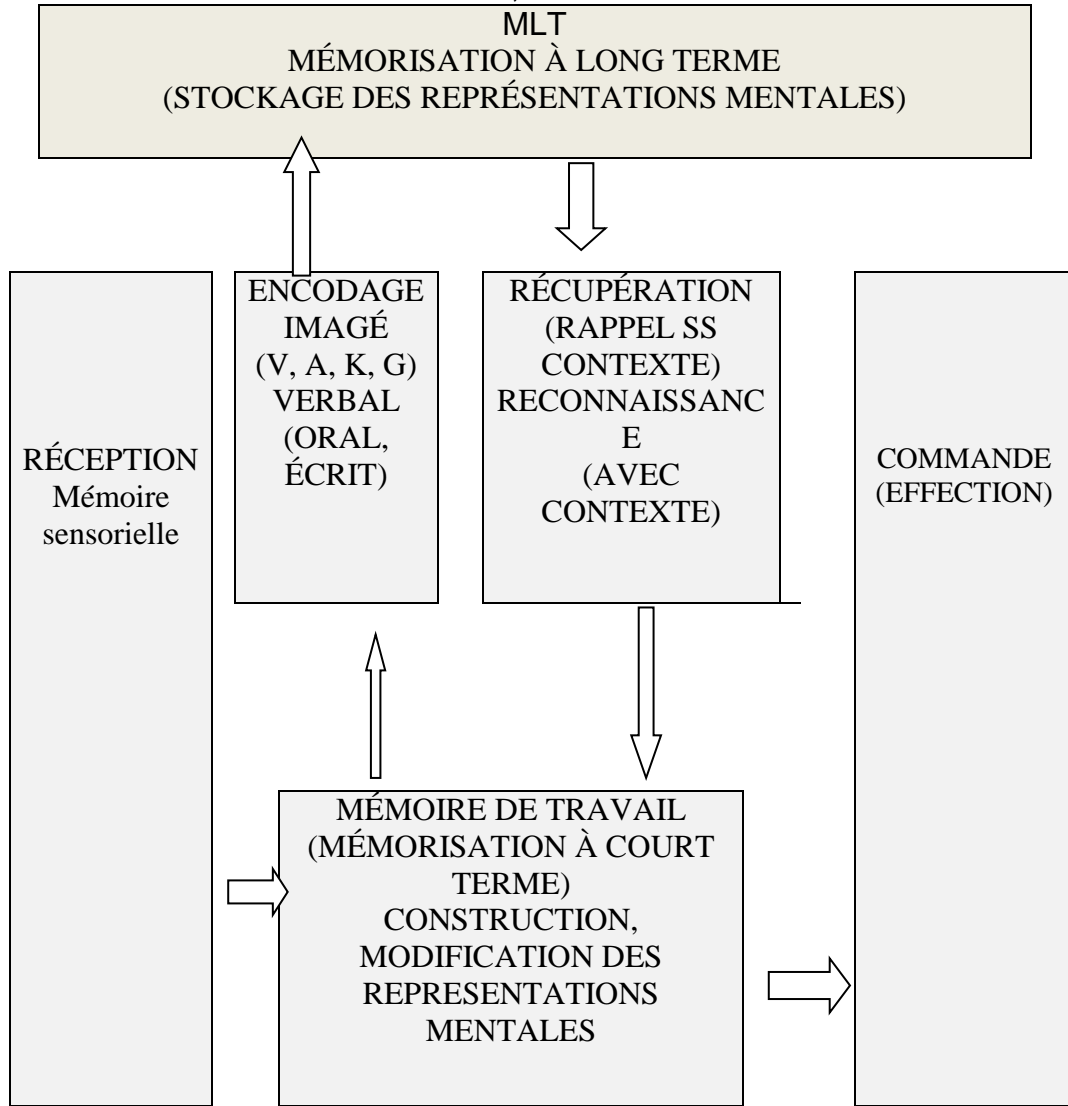 MLT
MÉMORISATION À LONG TERME
(STOCKAGE DES REPRÉSENTATIONS MENTALES)
RÉCEPTION
Mémoire
sensorielle
ENCODAGE
IMAGÉ
(V, A, K, G)
VERBAL
(ORAL,
ÉCRIT)
RÉCUPÉRATION
(RAPPEL SS
CONTEXTE)
RECONNAISSANC
E
(AVEC
CONTEXTE)
COMMANDE
(EFFECTION)
MÉMOIRE DE TRAVAIL
(MÉMORISATION À COURT
TERME)
CONSTRUCTION,
MODIFICATION DES
REPRESENTATIONS
MENTALES